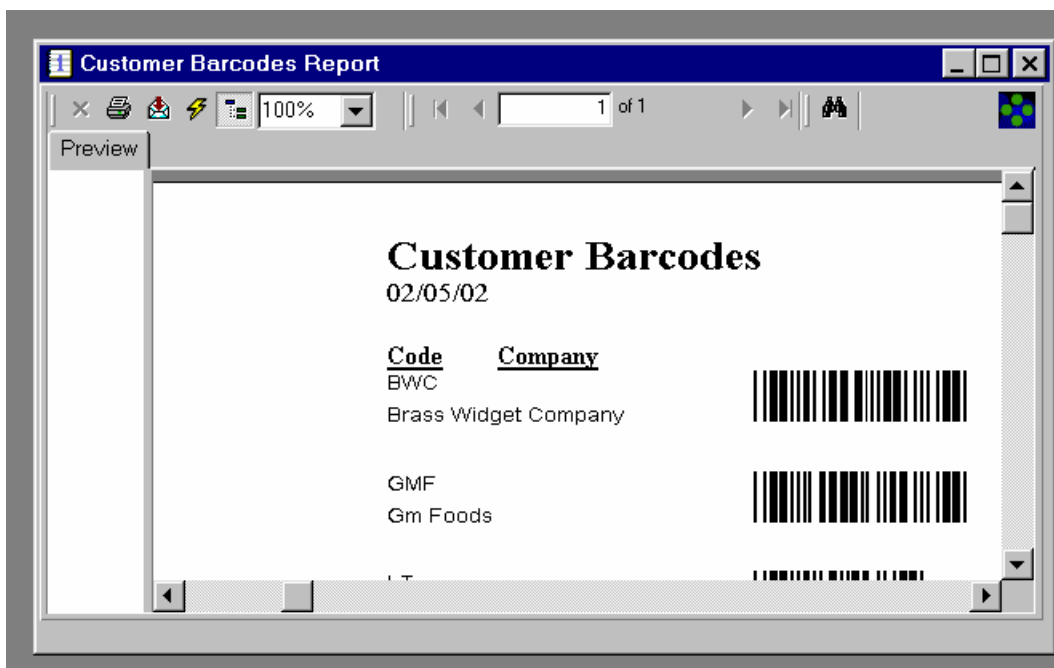 Customer Barcodes Report
100%
1 of 1
Preview
Customer Barcodes
02/05/02
Code Company
BWC
Brass Widget Company
GMF
Gm Foods